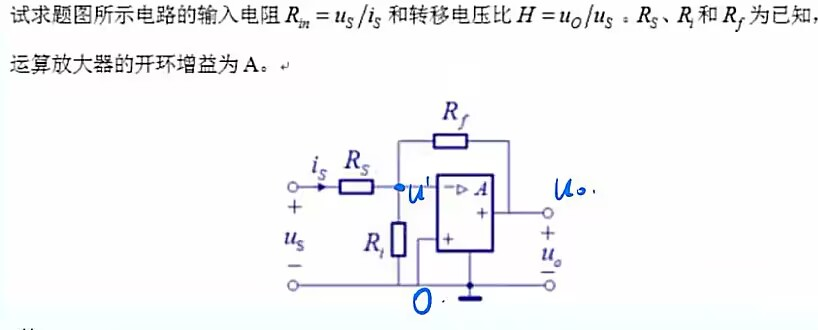 试求题图所示电路的输入电阻 R_in = u_S/i_S 和转移电压比 H = u_O/u_S 。R_S、R_i 和 R_f 为已知,
运算放大器的开环增益为 A。↵
R_f
i_S R_S
u' − ▷ A u_o.
+ + +
u_S R_i + u_o
− −
0.